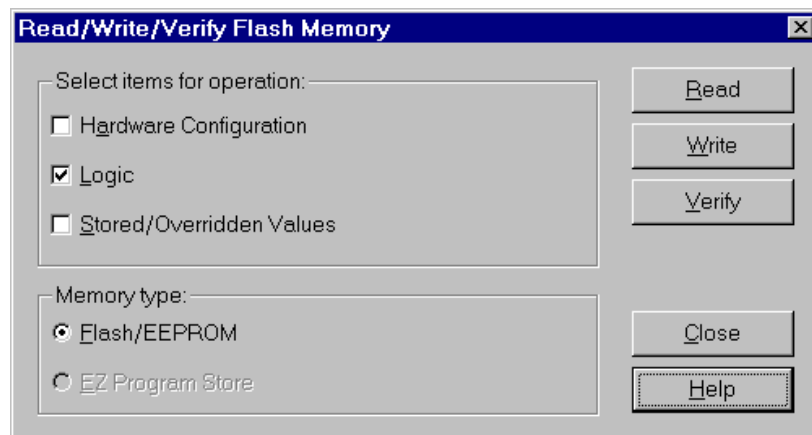 Read/Write/Verify Flash Memory
Select items for operation:
Hardware Configuration
Logic
Stored/Overridden Values
Read
Write
Verify
Memory type:
Flash/EEPROM
EZ Program Store
Close
Help